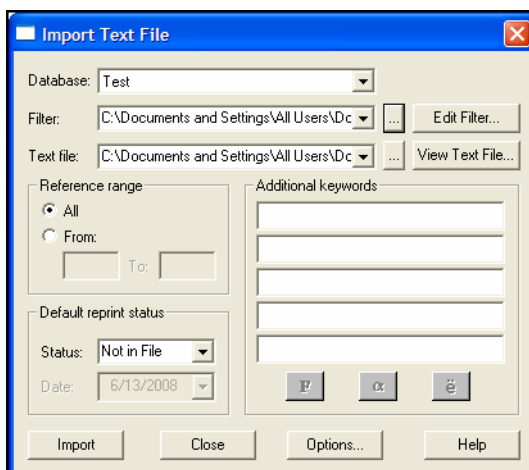 Import Text File
Database: Test
Filter: C:\Documents and Settings\All Users\Dc ... Edit Filter...
Text file: C:\Documents and Settings\All Users\Dc ... View Text File...
Reference range
All
From:
To:
Default reprint status
Status: Not in File
Date: 6/13/2008
Additional keywords
F α ë
Import Close Options... Help